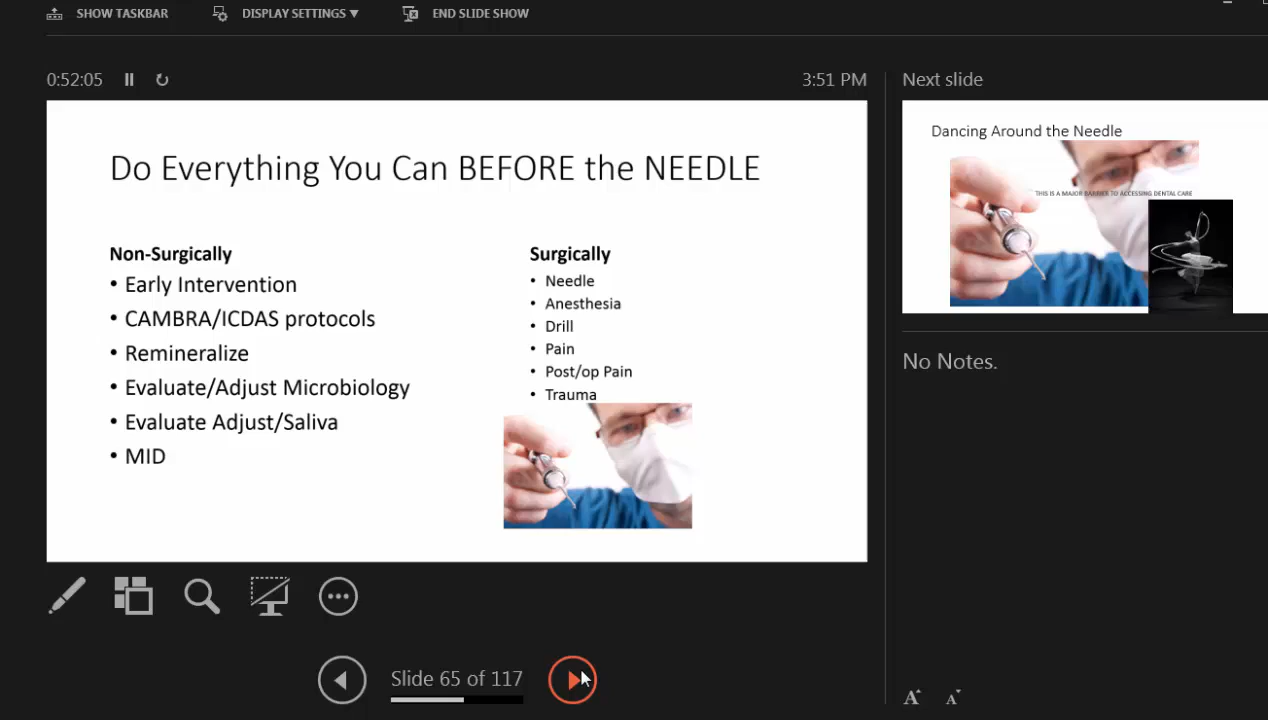 SHOW TASKBAR
DISPLAY SETTINGS ▼
END SLIDE SHOW
0:52:05
3:51 PM
Do Everything You Can BEFORE the NEEDLE
Non-Surgically
• Early Intervention
• CAMBRA/ICDAS protocols
• Remineralize
• Evaluate/Adjust Microbiology
• Evaluate Adjust/Saliva
• MID
Surgically
• Needle
• Anesthesia
• Drill
• Pain
• Post/op Pain
• Trauma
Slide 65 of 117
Next slide
Dancing Around the Needle
THIS IS A MAJOR BARRIER TO ACCESSING DENTAL CARE
No Notes.
A A